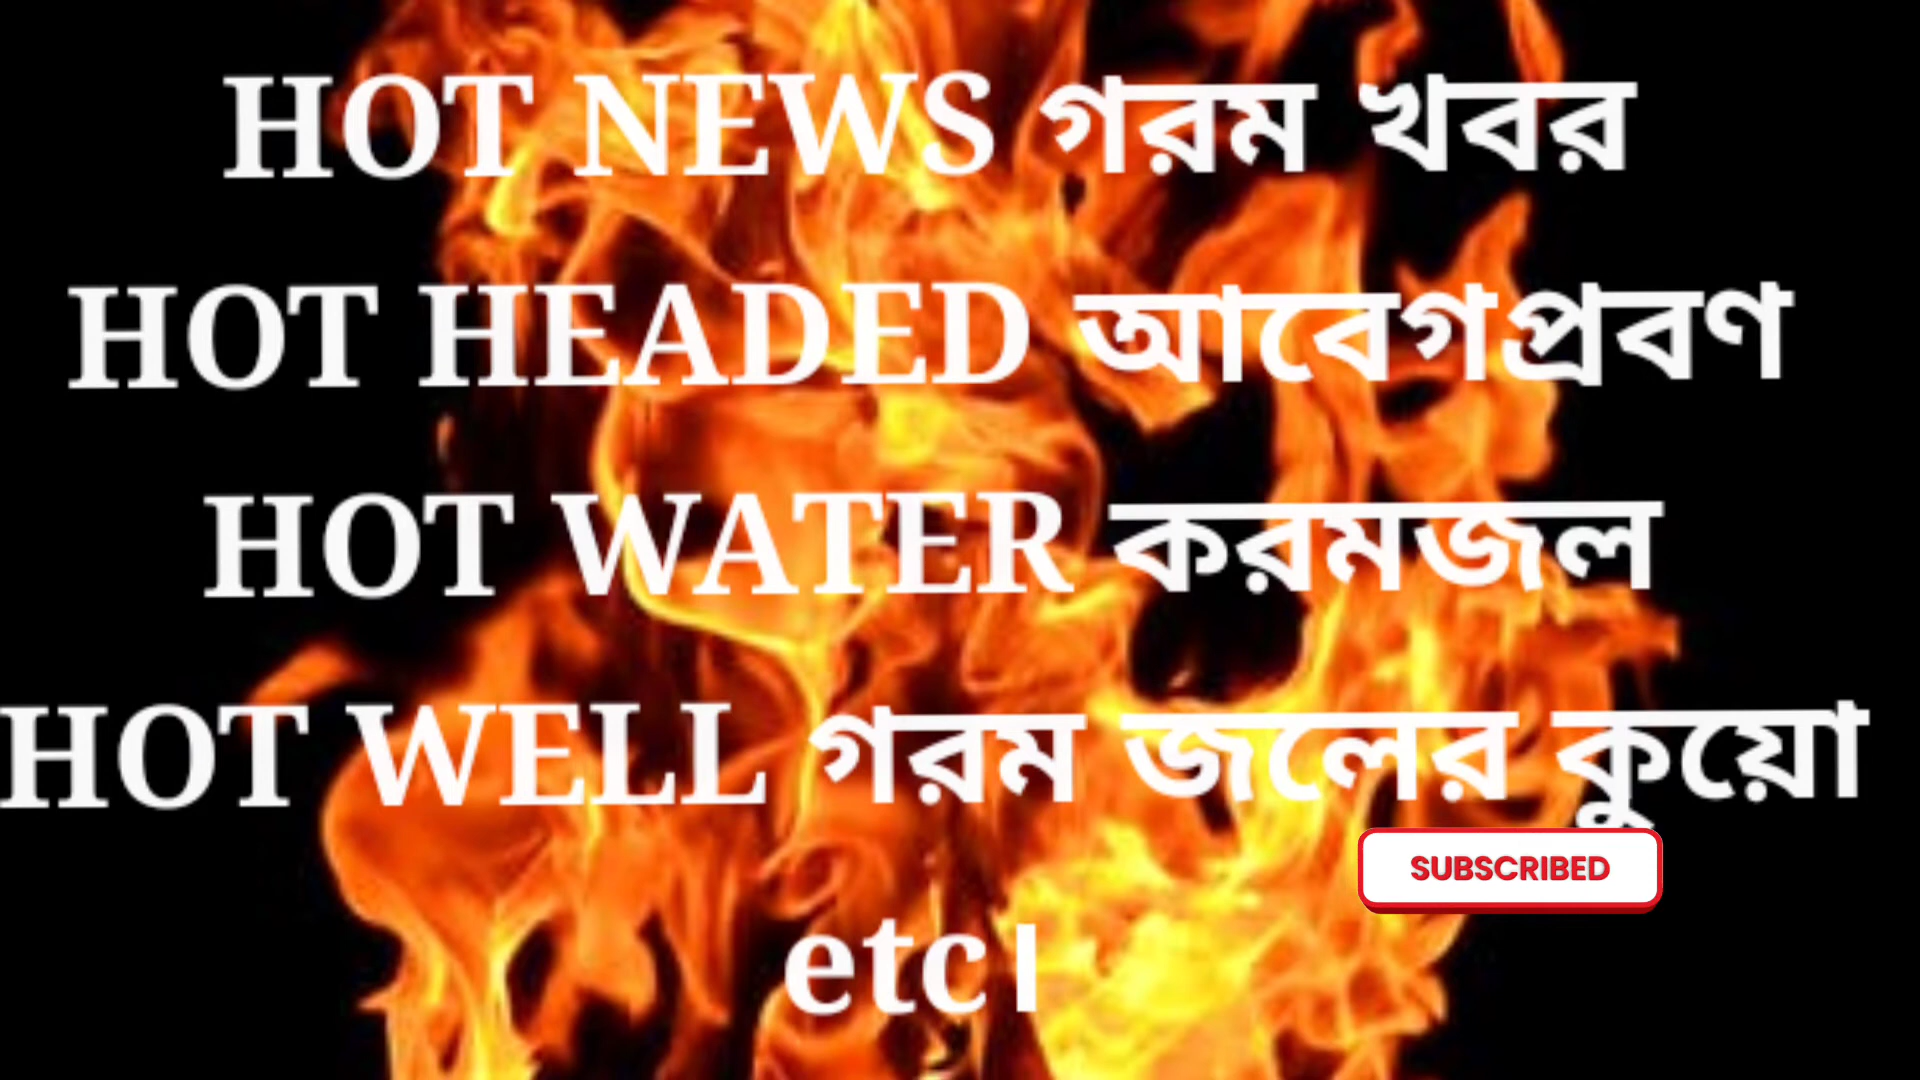 HOT NEWS গরম খবর
HOT HEADED আবেগপ্রবণ
HOT WATER করমজল
HOT WELL গরম জলের কুয়ো
SUBSCRIBED
etc।